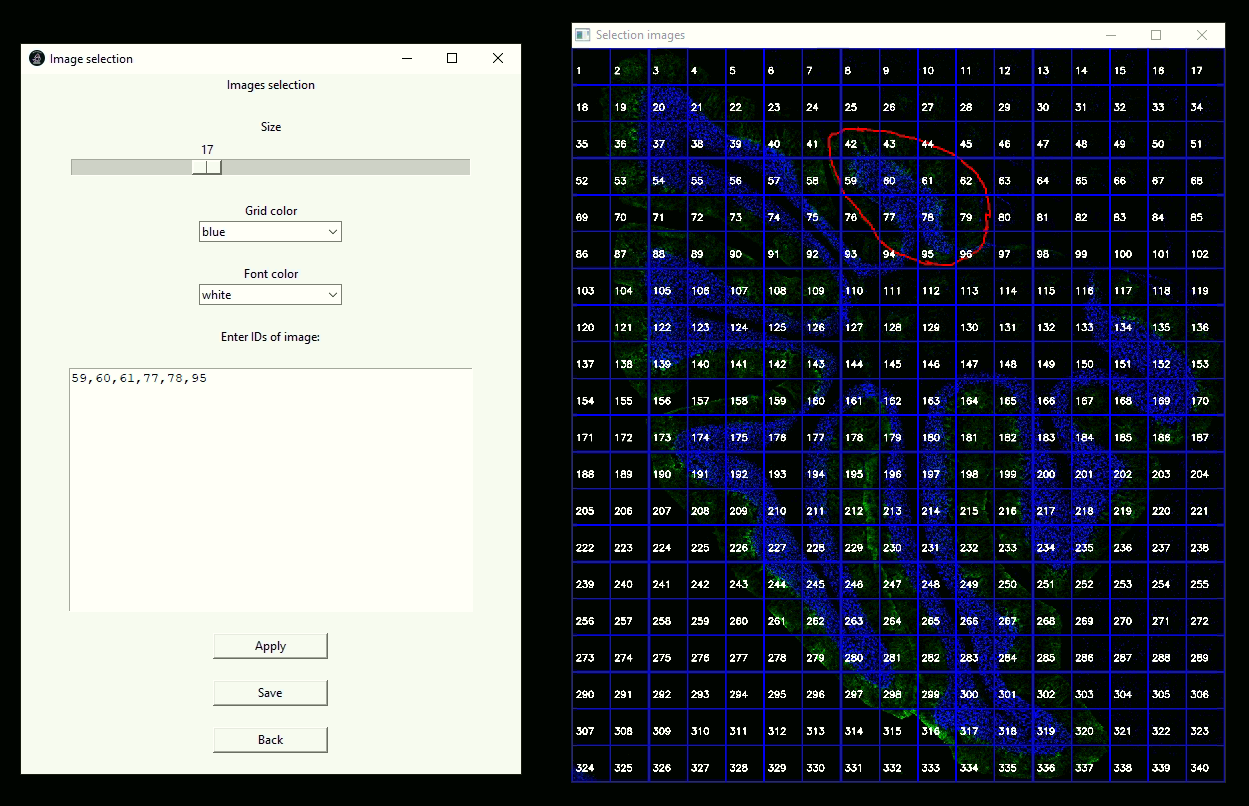 Image selection
Images selection
Size
17
Grid color
blue
Font color
white
Enter IDs of image:
59,60,61,77,78,95
Apply
Save
Back
Selection images
1 2 3 4 5 6 7 8 9 10 11 12 13 14 15 16 17
18 19 20 21 22 23 24 25 26 27 28 29 30 31 32 33 34
35 36 37 38 39 40 41 42 43 44 45 46 47 48 49 50 51
52 53 54 55 56 57 58 59 60 61 62 63 64 65 66 67 68
69 70 71 72 73 74 75 76 77 78 79 80 81 82 83 84 85
86 87 88 89 90 91 92 93 94 95 96 97 98 99 100 101 102
103 104 105 106 107 108 109 110 111 112 113 114 115 116 117 118 119
120 121 122 123 124 125 126 127 128 129 130 131 132 133 134 135 136
137 138 139 140 141 142 143 144 145 146 147 148 149 150 151 152 153
154 155 156 157 158 159 160 161 162 163 164 165 166 167 168 169 170
171 172 173 174 175 176 177 178 179 180 181 182 183 184 185 186 187
188 189 190 191 192 193 194 195 196 197 198 199 200 201 202 203 204
205 206 207 208 209 210 211 212 213 214 215 216 217 218 219 220 221
222 223 224 225 226 227 228 229 230 231 232 233 234 235 236 237 238
239 240 241 242 243 244 245 246 247 248 249 250 251 252 253 254 255
256 257 258 259 260 261 262 263 264 265 266 267 268 269 270 271 272
273 274 275 276 277 278 279 280 281 282 283 284 285 286 287 288 289
290 291 292 293 294 295 296 297 298 299 300 301 302 303 304 305 306
307 308 309 310 311 312 313 314 315 316 317 318 319 320 321 322 323
324 325 326 327 328 329 330 331 332 333 334 335 336 337 338 339 340